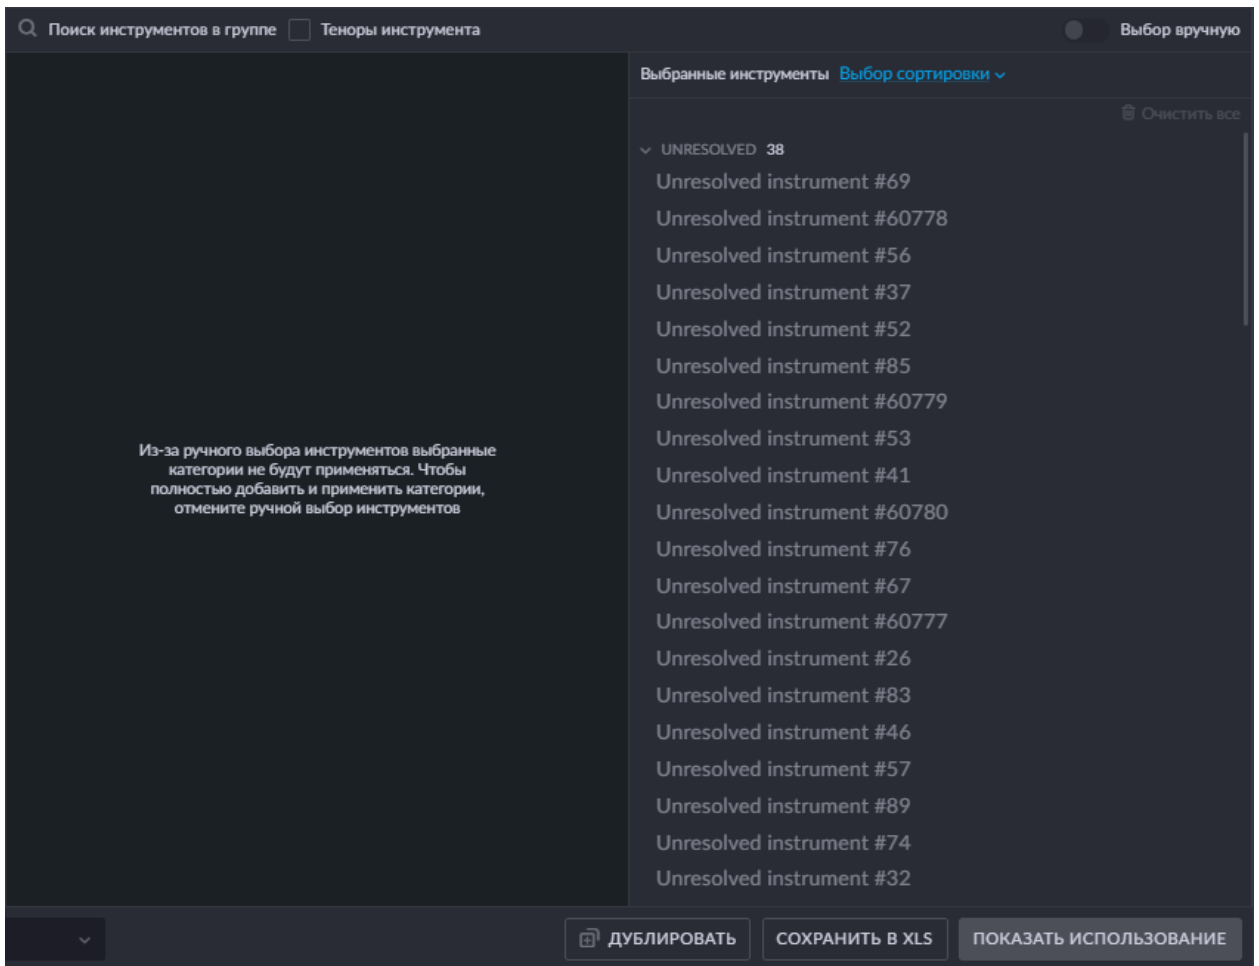 Поиск инструментов в группе Теноры инструмента Выбор вручную
Выбранные инструменты Выбор сортировки
Очистить все
UNRESOLVED 38
Unresolved instrument #69
Unresolved instrument #60778
Unresolved instrument #56
Unresolved instrument #37
Unresolved instrument #52
Unresolved instrument #85
Unresolved instrument #60779
Unresolved instrument #53
Unresolved instrument #41
Unresolved instrument #60780
Unresolved instrument #76
Unresolved instrument #67
Unresolved instrument #60777
Unresolved instrument #26
Unresolved instrument #83
Unresolved instrument #46
Unresolved instrument #57
Unresolved instrument #89
Unresolved instrument #74
Unresolved instrument #32
Из-за ручного выбора инструментов выбранные
категории не будут применяться. Чтобы
полностью добавить и применить категории,
отмените ручной выбор инструментов
ДУБЛИРОВАТЬ СОХРАНИТЬ В XLS ПОКАЗАТЬ ИСПОЛЬЗОВАНИЕ